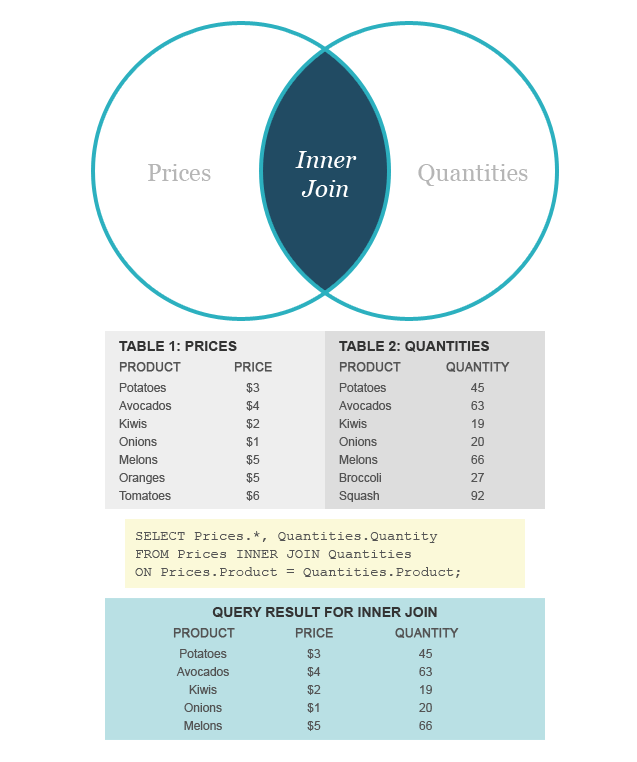 Prices
Inner
Join
Quantities
TABLE 1: PRICES
PRODUCT PRICE
Potatoes $3
Avocados $4
Kiwis $2
Onions $1
Melons $5
Oranges $5
Tomatoes $6
TABLE 2: QUANTITIES
PRODUCT QUANTITY
Potatoes 45
Avocados 63
Kiwis 19
Onions 20
Melons 66
Broccoli 27
Squash 92
SELECT Prices.*, Quantities.Quantity
FROM Prices INNER JOIN Quantities
ON Prices.Product = Quantities.Product;
QUERY RESULT FOR INNER JOIN
PRODUCT PRICE QUANTITY
Potatoes $3 45
Avocados $4 63
Kiwis $2 19
Onions $1 20
Melons $5 66